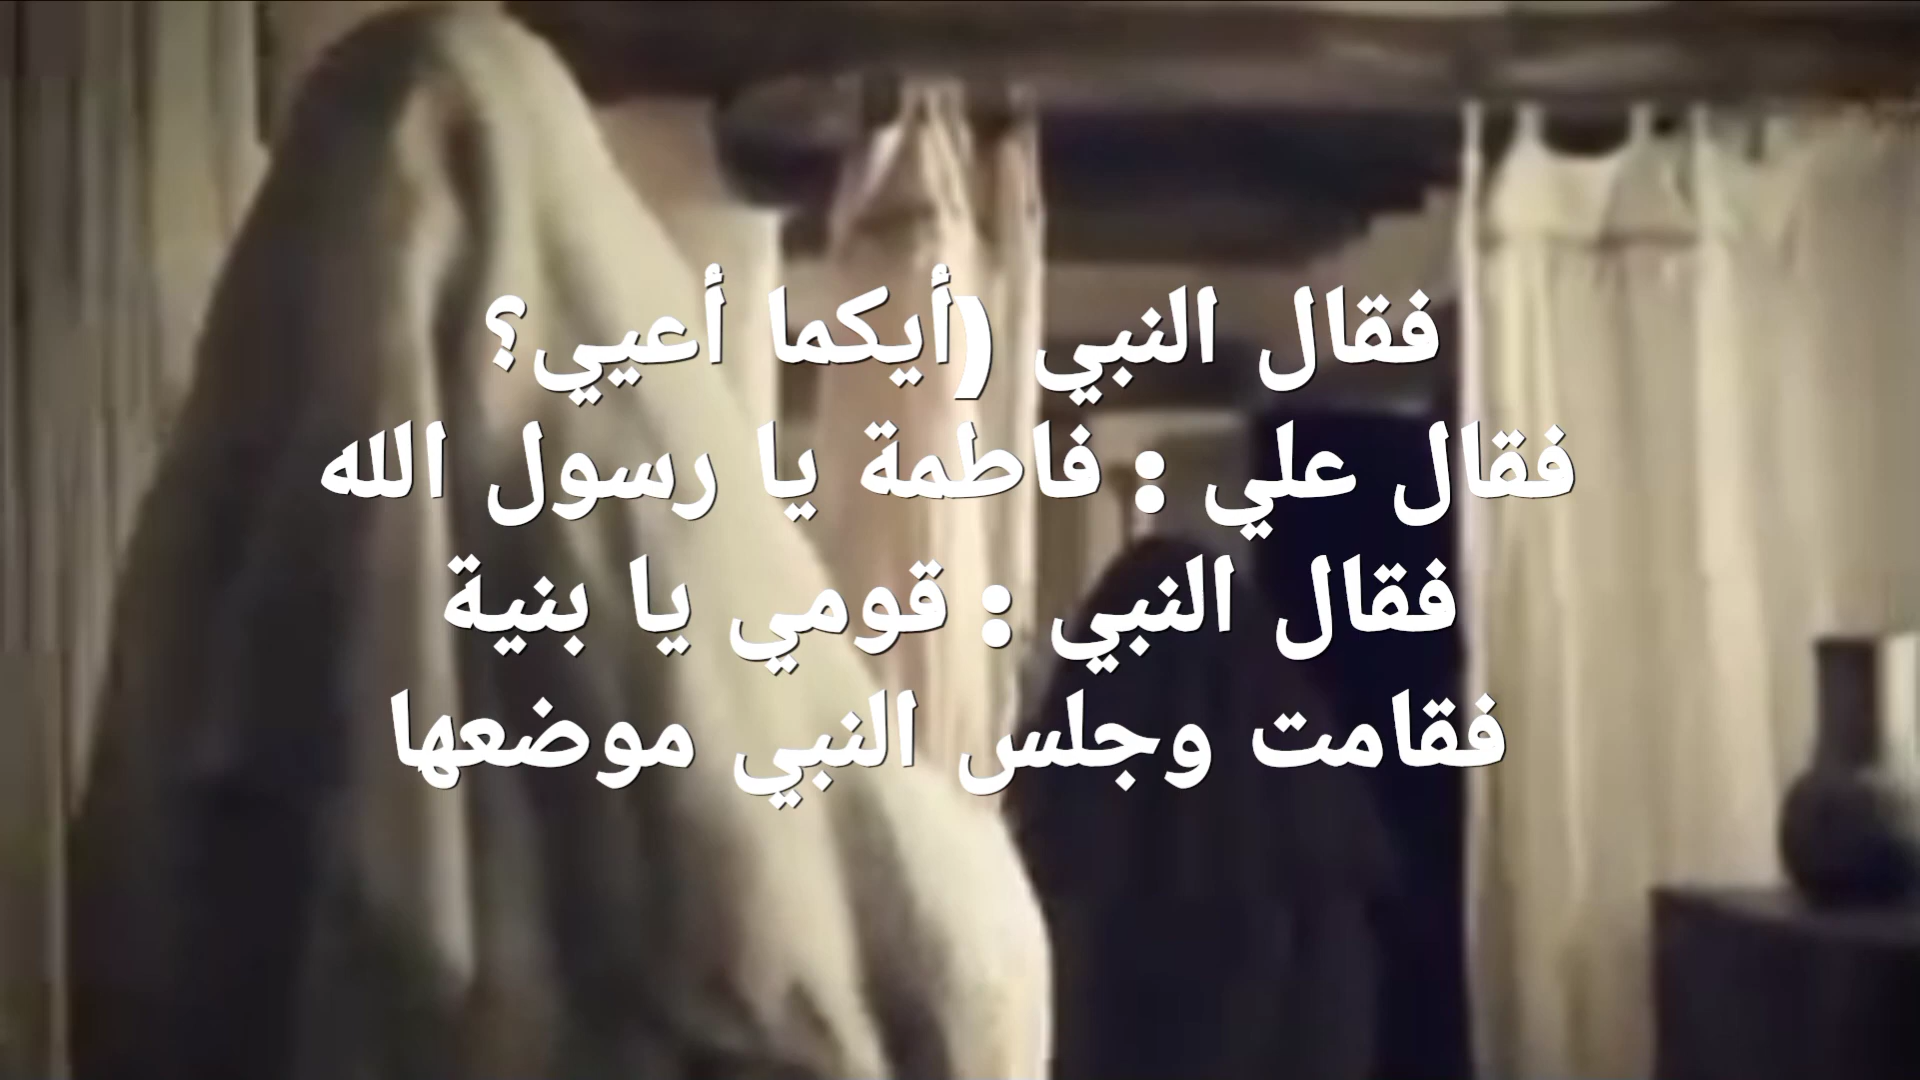 فقال النبي (أيكما أعيي؟
فقال علي : فاطمة يا رسول الله
فقال النبي : قومي يا بنية
فقامت وجلس النبي موضعها